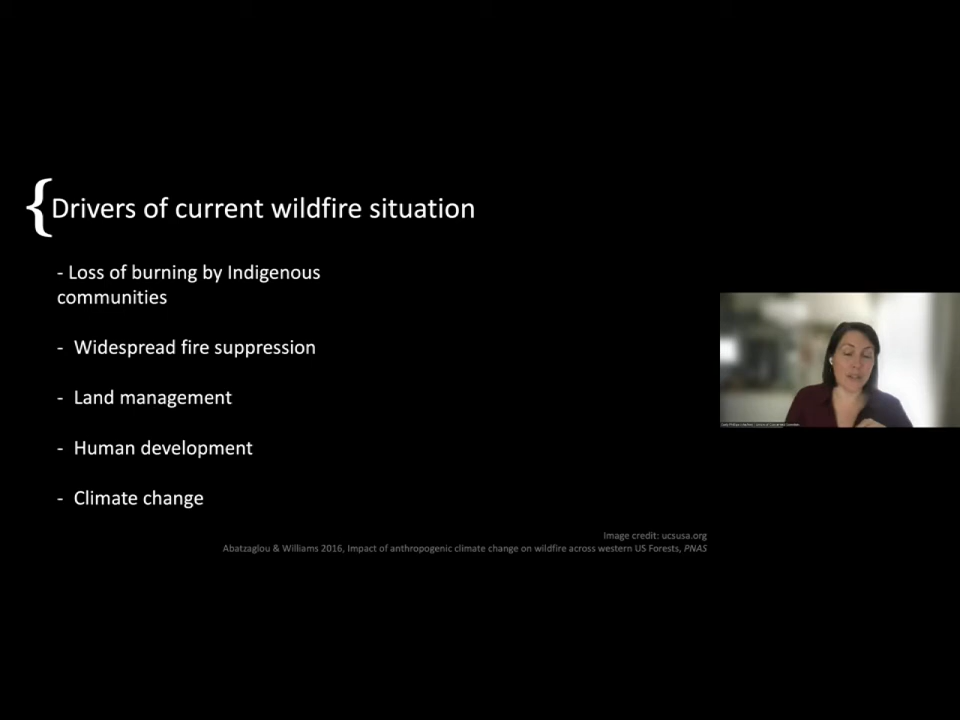 {Drivers of current wildfire situation
- Loss of burning by Indigenous
communities
- Widespread fire suppression
- Land management
- Human development
- Climate change
Image credit: ucsusa.org
Abatzaglou & Williams 2016, Impact of anthropogenic climate change on wildfire across western US Forests, PNAS